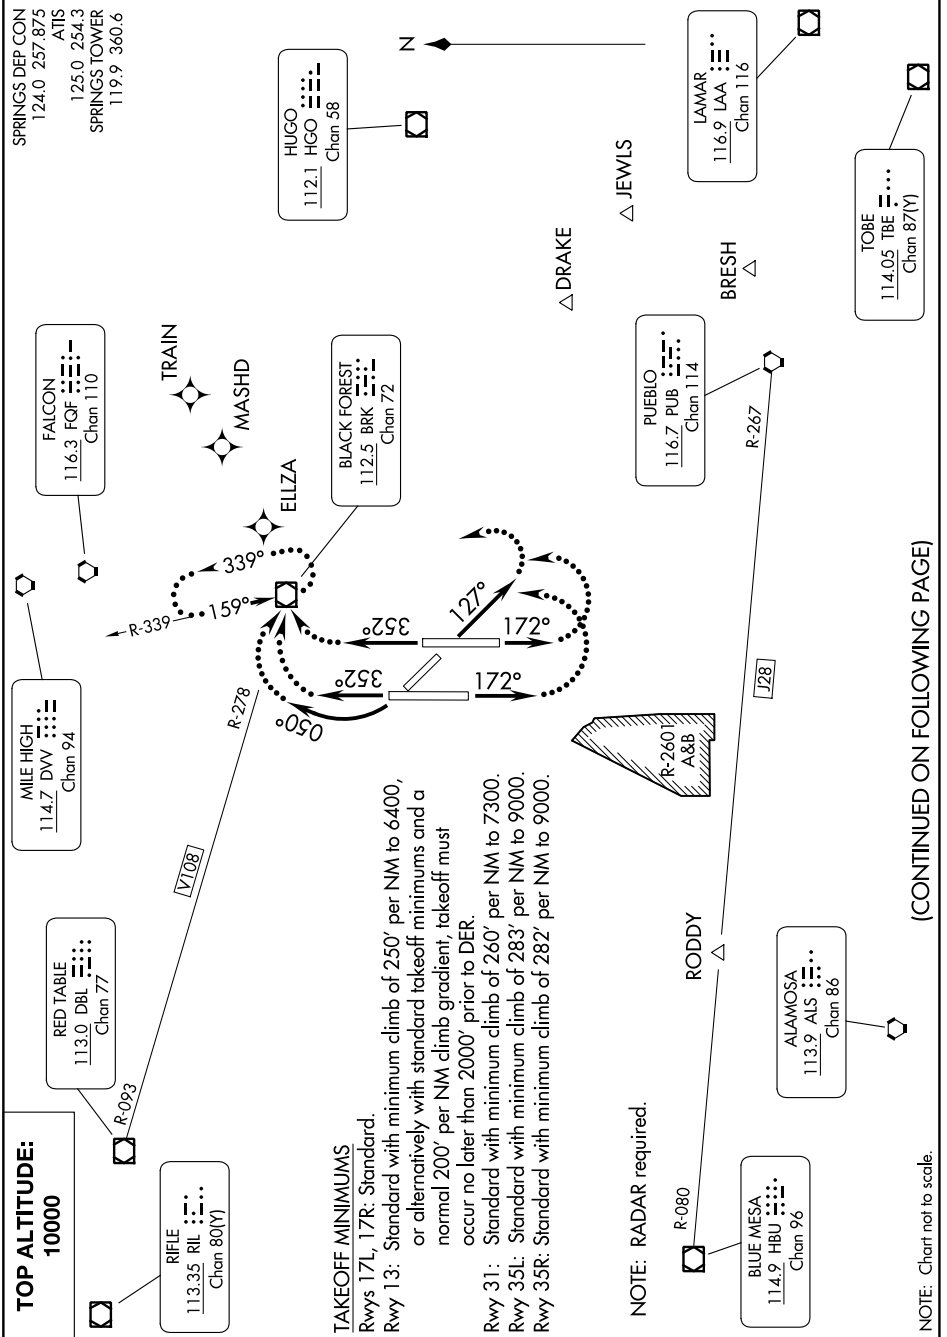 TOP ALTITUDE:
10000
SPRINGS DEP CON
124.0 257.875
ATIS
125.0 254.3
SPRINGS TOWER
119.9 360.6
MILE HIGH
114.7 DVV
Chan 94
FALCON
116.3 FQF
Chan 110
RED TABLE
113.0 DBL
Chan 77
RIFLE
113.35 RIL
Chan 80(Y)
R-093
V108
R-278
R-339
339°
159°
TRAIN
MASHD
ELLZA
HUGO
112.1 HGO
Chan 58
BLACK FOREST
112.5 BRK
Chan 72
N
050°
352°
352°
127°
172°
172°
TAKEOFF MINIMUMS
Rwys 17L, 17R: Standard.
Rwy 13: Standard with minimum climb of 250' per NM to 6400,
or alternatively with standard takeoff minimums and a
normal 200' per NM climb gradient, takeoff must
occur no later than 2000' prior to DER.
Rwy 31: Standard with minimum climb of 260' per NM to 7300.
Rwy 35L: Standard with minimum climb of 283' per NM to 9000.
Rwy 35R: Standard with minimum climb of 282' per NM to 9000.
DRAKE
JEWLS
BRESH
LAMAR
116.9 LAA
Chan 116
PUEBLO
116.7 PUB
Chan 114
TOBE
114.05 TBE
Chan 87(Y)
R-2601
A&B
NOTE: RADAR required.
R-080
RODDY
J28
R-267
BLUE MESA
114.9 HBU
Chan 96
ALAMOSA
113.9 ALS
Chan 86
(CONTINUED ON FOLLOWING PAGE)
NOTE: Chart not to scale.